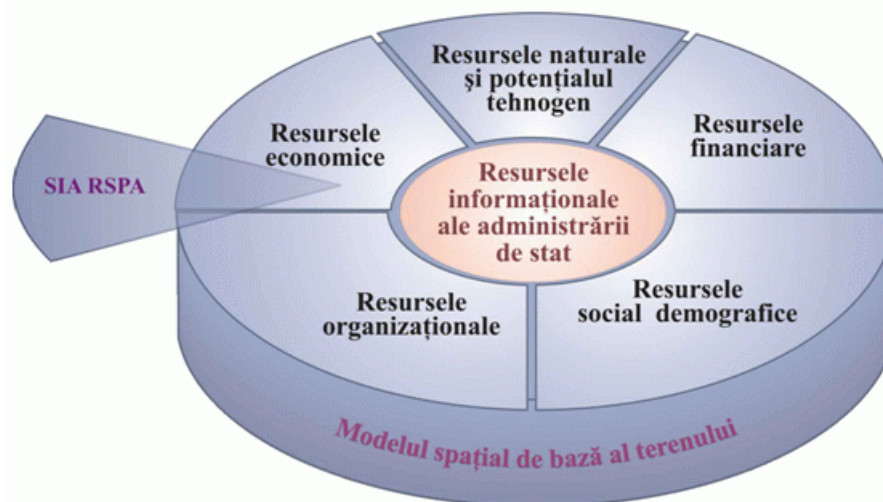 Resursele naturale
şi potențialul
tehnogen
Resursele
economice
Resursele
financiare
SIA RSPA
Resursele
informaționale
ale administrării
de stat
Resursele
organizaționale
Resursele
social demografice
Modelul spațial de bază al terenului